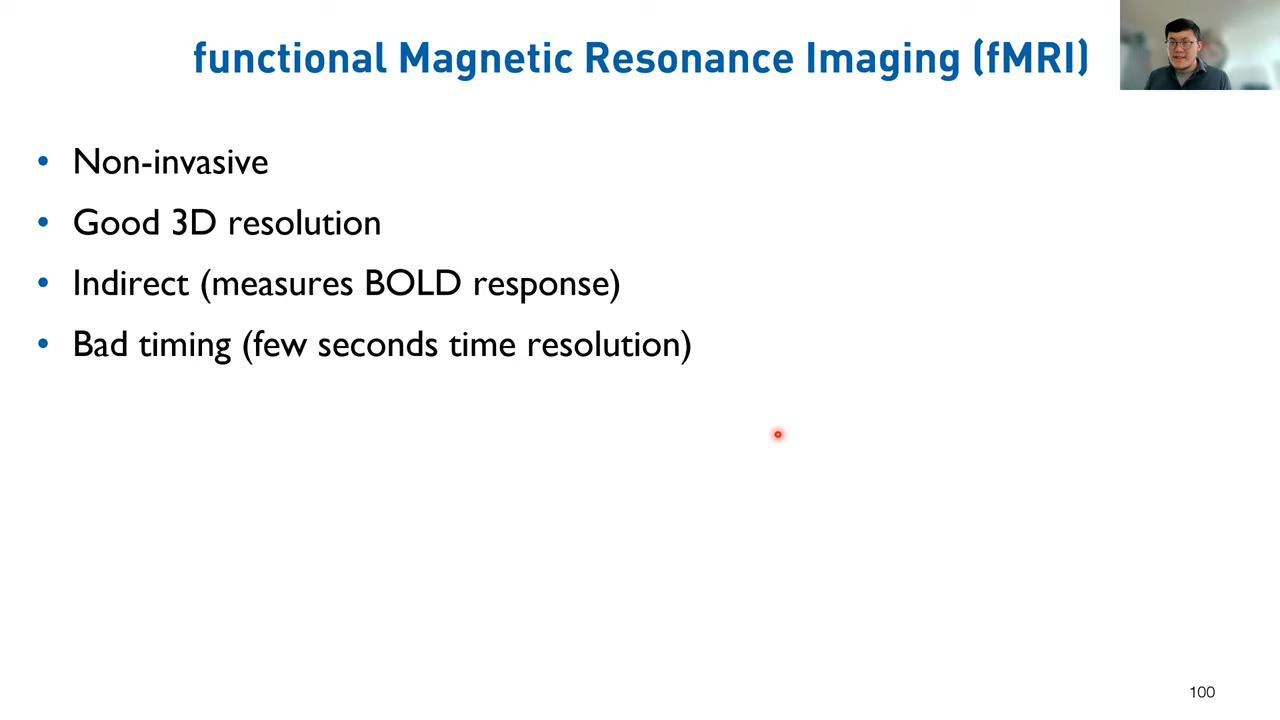 functional Magnetic Resonance Imaging (fMRI)
• Non-invasive
• Good 3D resolution
• Indirect (measures BOLD response)
• Bad timing (few seconds time resolution)
100